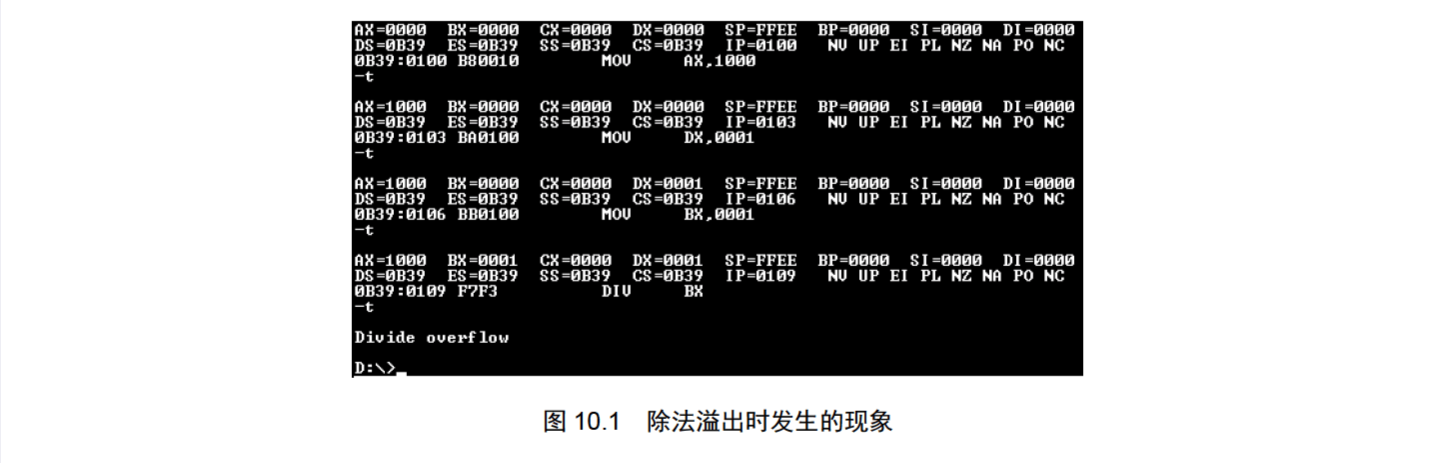 AX=0000 BX=0000 CX=0000 DX=0000 SP=FFEE BP=0000 SI=0000 DI=0000
DS=0B39 ES=0B39 SS=0B39 CS=0B39 IP=0100 NV UP EI PL NZ NA PO NC
0B39:0100 B80010 MOV AX,1000
-t
AX=1000 BX=0000 CX=0000 DX=0000 SP=FFEE BP=0000 SI=0000 DI=0000
DS=0B39 ES=0B39 SS=0B39 CS=0B39 IP=0103 NV UP EI PL NZ NA PO NC
0B39:0103 BA0100 MOV DX,0001
-t
AX=1000 BX=0000 CX=0000 DX=0001 SP=FFEE BP=0000 SI=0000 DI=0000
DS=0B39 ES=0B39 SS=0B39 CS=0B39 IP=0106 NV UP EI PL NZ NA PO NC
0B39:0106 BB0100 MOV BX,0001
-t
AX=1000 BX=0001 CX=0000 DX=0001 SP=FFEE BP=0000 SI=0000 DI=0000
DS=0B39 ES=0B39 SS=0B39 CS=0B39 IP=0109 NV UP EI PL NZ NA PO NC
0B39:0109 F7F3 DIV BX
-t
Divide overflow
D:\>_
图 10.1 除法溢出时发生的现象